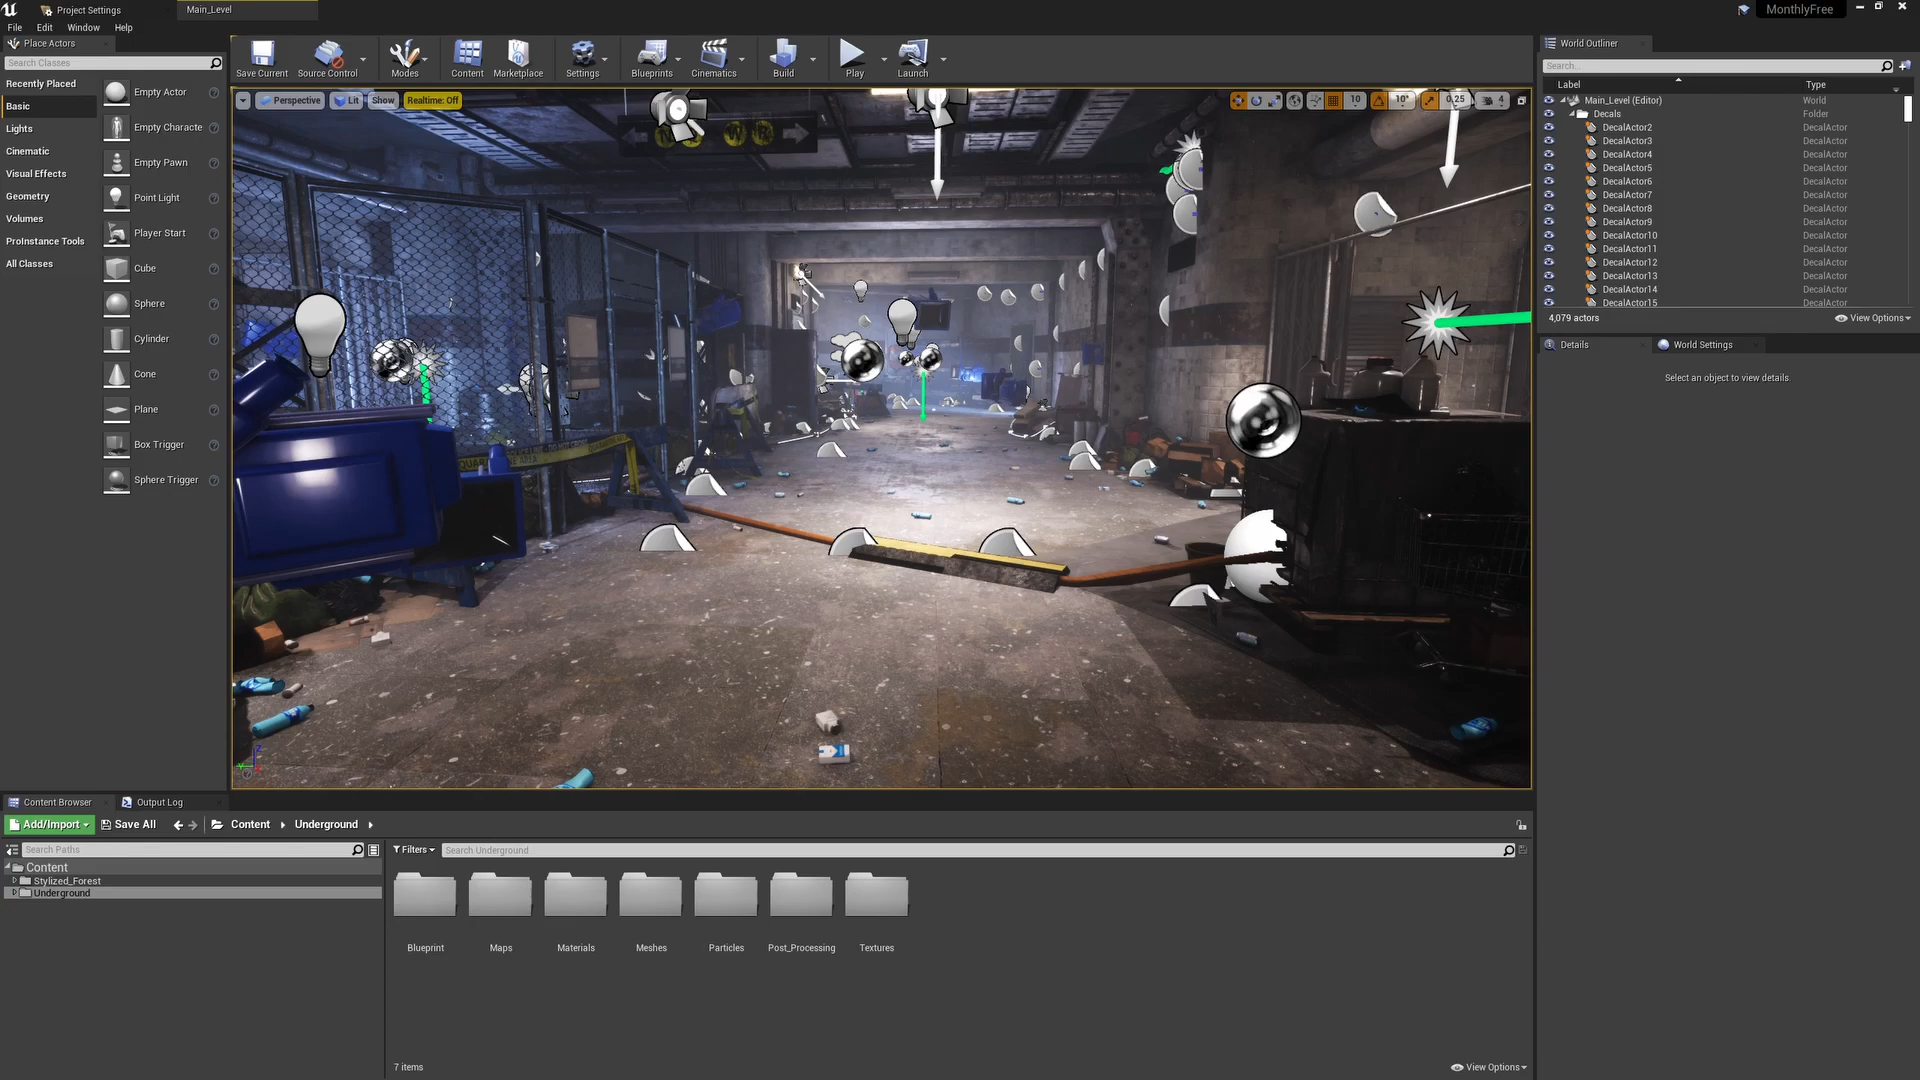 Project Settings
Main_Level
MonthlyFree
File Edit Window Help
Place Actors
Search Classes
Recently Placed
Basic
Lights
Cinematic
Visual Effects
Geometry
Volumes
ProInstance Tools
All Classes
Empty Actor
Empty Characte
Empty Pawn
Point Light
Player Start
Cube
Sphere
Cylinder
Cone
Plane
Box Trigger
Sphere Trigger
Save Current
Source Control
Modes
Content
Marketplace
Settings
Blueprints
Cinematics
Build
Play
Launch
Perspective
Lit
Show
Realtime: Off
10
10°
0.25
4
World Outliner
Search...
Label Type
Main_Level (Editor) World
Decals Folder
DecalActor2 DecalActor
DecalActor3 DecalActor
DecalActor4 DecalActor
DecalActor5 DecalActor
DecalActor6 DecalActor
DecalActor7 DecalActor
DecalActor8 DecalActor
DecalActor9 DecalActor
DecalActor10 DecalActor
DecalActor11 DecalActor
DecalActor12 DecalActor
DecalActor13 DecalActor
DecalActor14 DecalActor
DecalActor15 DecalActor
4,079 actors
View Options
Details
World Settings
Select an object to view details.
Content Browser
Output Log
Add/Import
Save All
Content
Underground
Search Paths
Content
Stylized_Forest
Underground
Filters
Search Underground
Blueprint
Maps
Materials
Meshes
Particles
Post_Processing
Textures
7 items
View Options